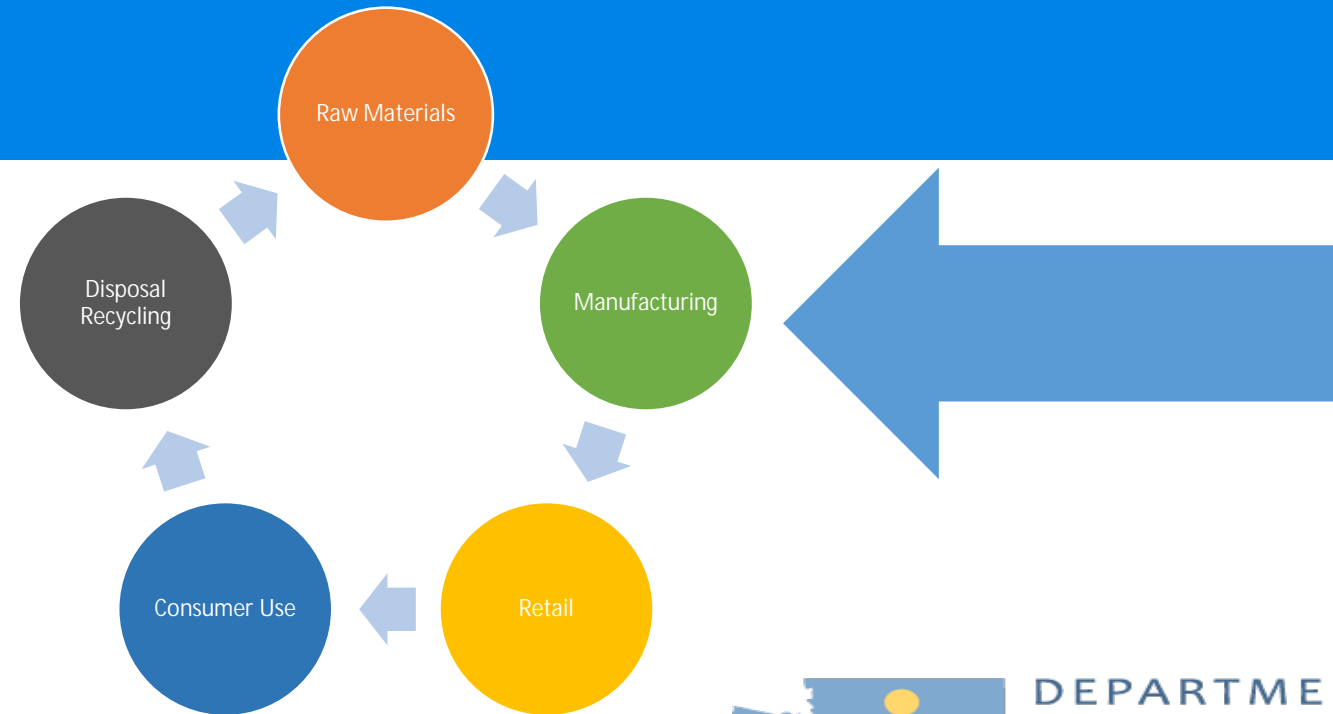 Raw Materials
Manufacturing
Retail
Consumer Use
Disposal
Recycling
DEPARTME